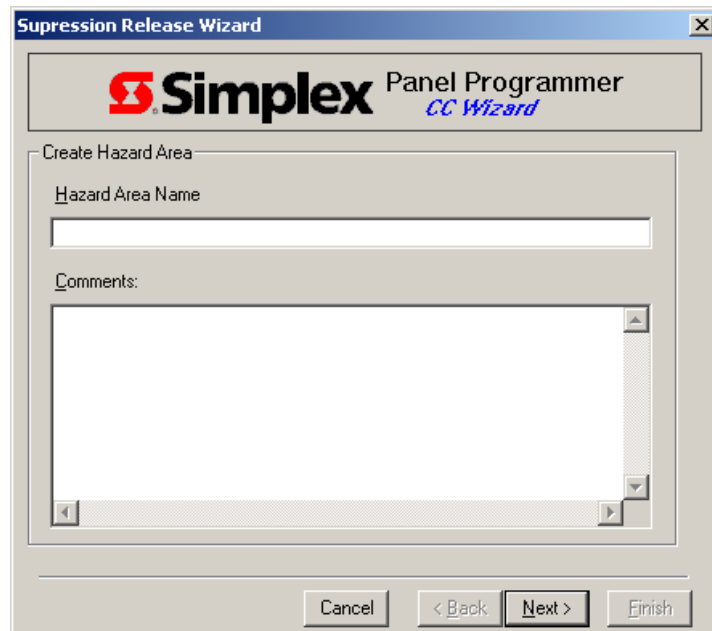 Supression Release Wizard
Simplex Panel Programmer
CC Wizard
Create Hazard Area
Hazard Area Name
Comments:
Cancel < Back Next > Finish